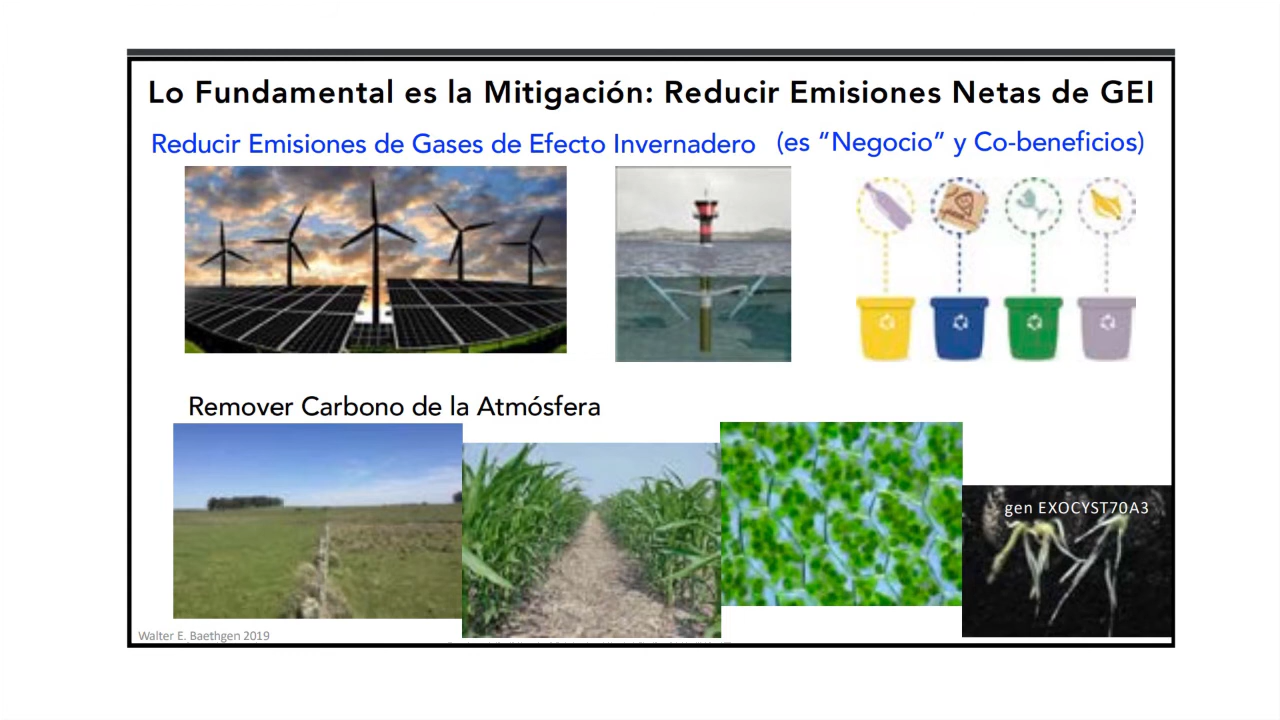 Lo Fundamental es la Mitigación: Reducir Emisiones Netas de GEI
Reducir Emisiones de Gases de Efecto Invernadero (es “Negocio” y Co-beneficios)
Remover Carbono de la Atmósfera
gen EXOCYST70A3
Walter E. Baethgen 2019